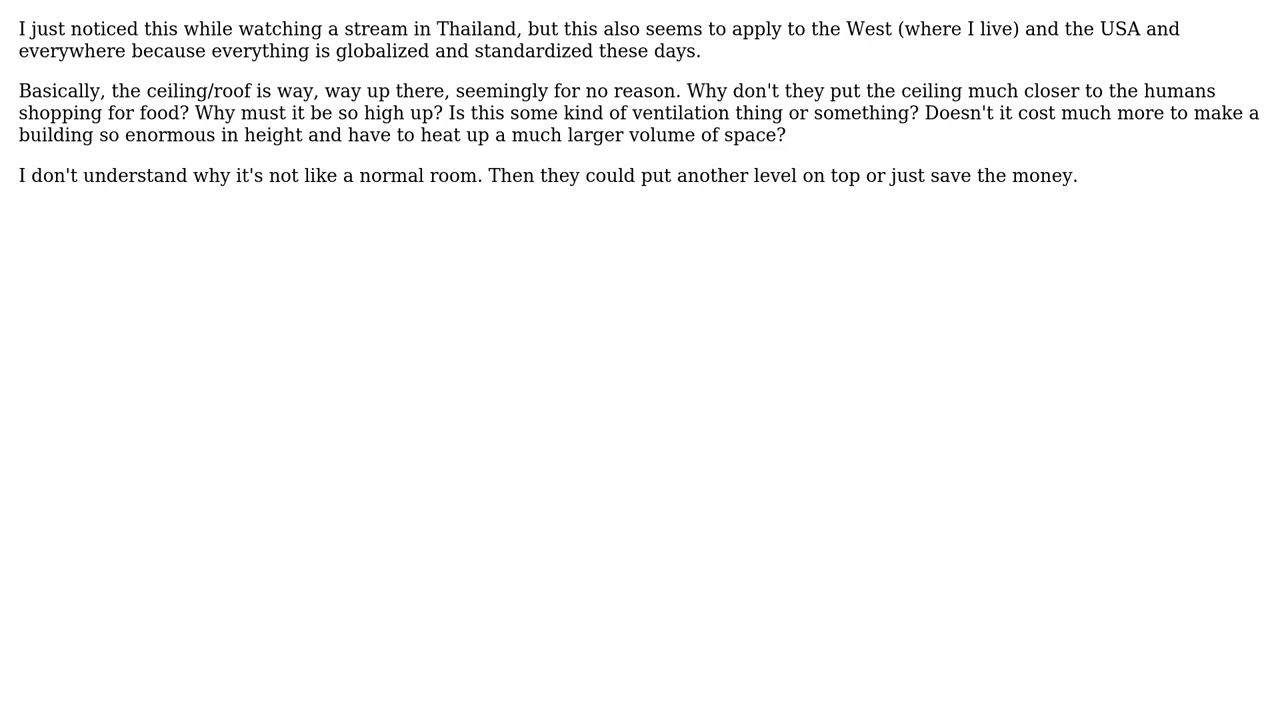 I just noticed this while watching a stream in Thailand, but this also seems to apply to the West (where I live) and the USA and
everywhere because everything is globalized and standardized these days.
Basically, the ceiling/roof is way, way up there, seemingly for no reason. Why don't they put the ceiling much closer to the humans
shopping for food? Why must it be so high up? Is this some kind of ventilation thing or something? Doesn't it cost much more to make a
building so enormous in height and have to heat up a much larger volume of space?
I don't understand why it's not like a normal room. Then they could put another level on top or just save the money.